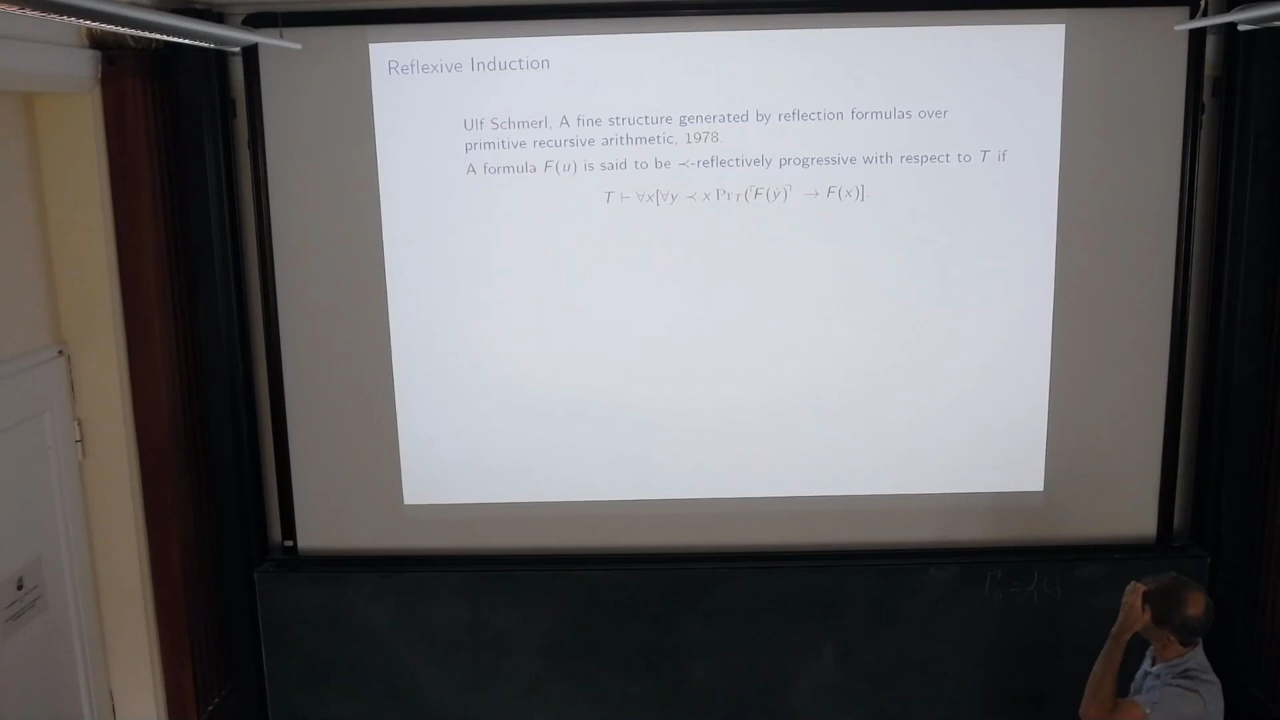 Reflexive Induction
Ulf Schmerl, A fine structure generated by reflection formulas over
primitive recursive arithmetic, 1978.
A formula F(u) is said to be ≺-reflectively progressive with respect to T if
T ⊢ ∀x[∀y ≺ x Pr_T(⌜F(ẏ)⌝ → F(x)].